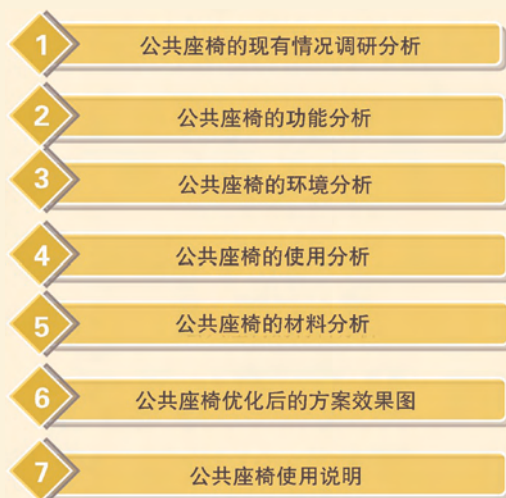 1 公共座椅的现有情况调研分析
2 公共座椅的功能分析
3 公共座椅的环境分析
4 公共座椅的使用分析
5 公共座椅的材料分析
6 公共座椅优化后的方案效果图
7 公共座椅使用说明